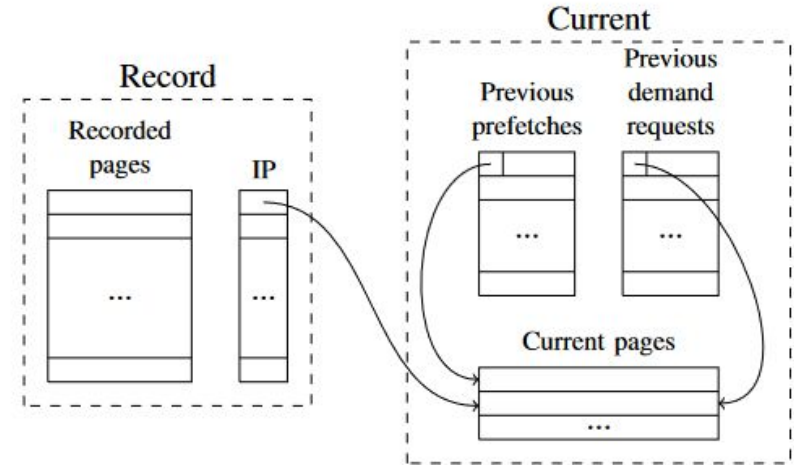 Record
Recorded
pages
IP
...
...
Current
Previous
prefetches
Previous
demand
requests
...
...
Current pages
...